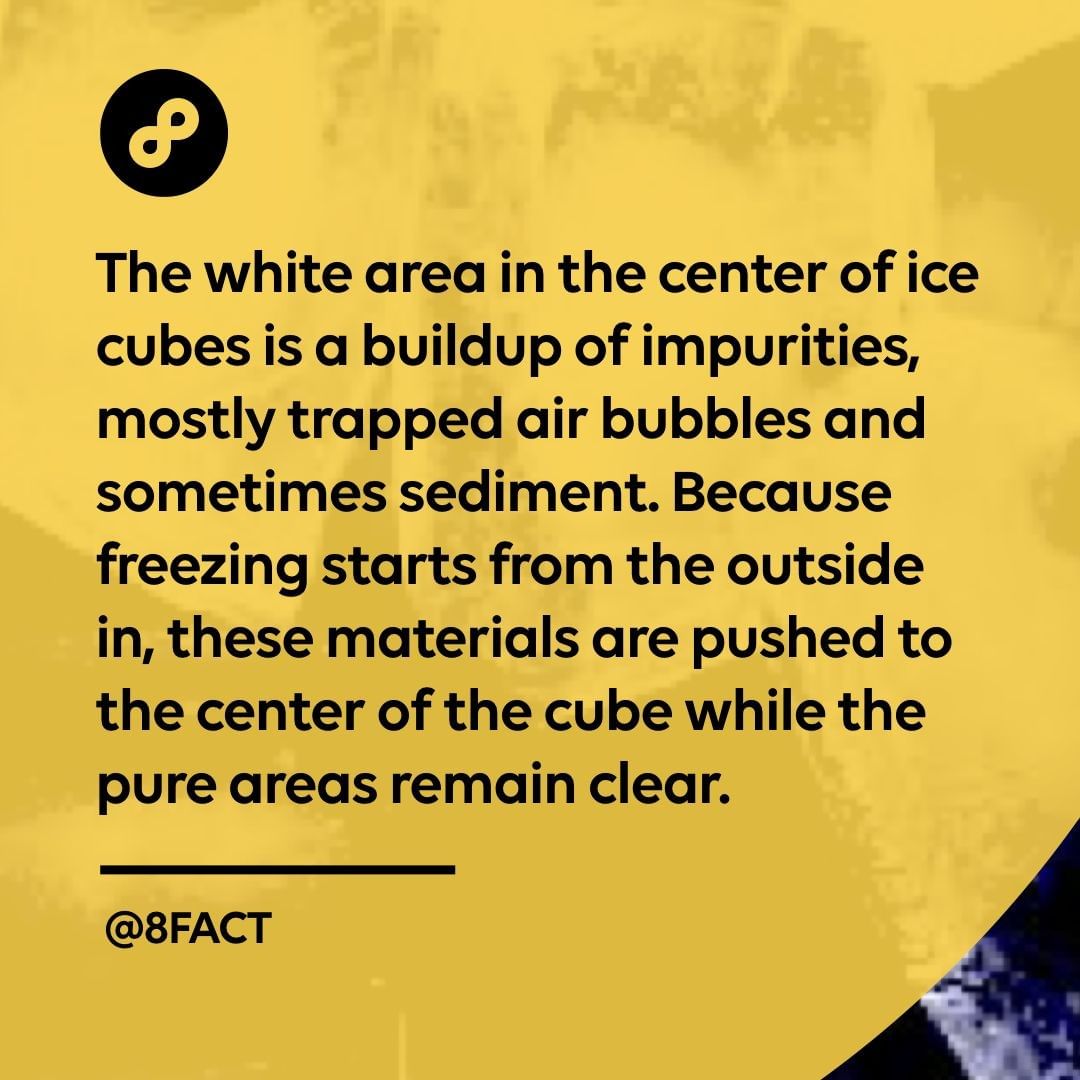 The white area in the center of ice
cubes is a buildup of impurities,
mostly trapped air bubbles and
sometimes sediment. Because
freezing starts from the outside
in, these materials are pushed to
the center of the cube while the
pure areas remain clear.
@8FACT